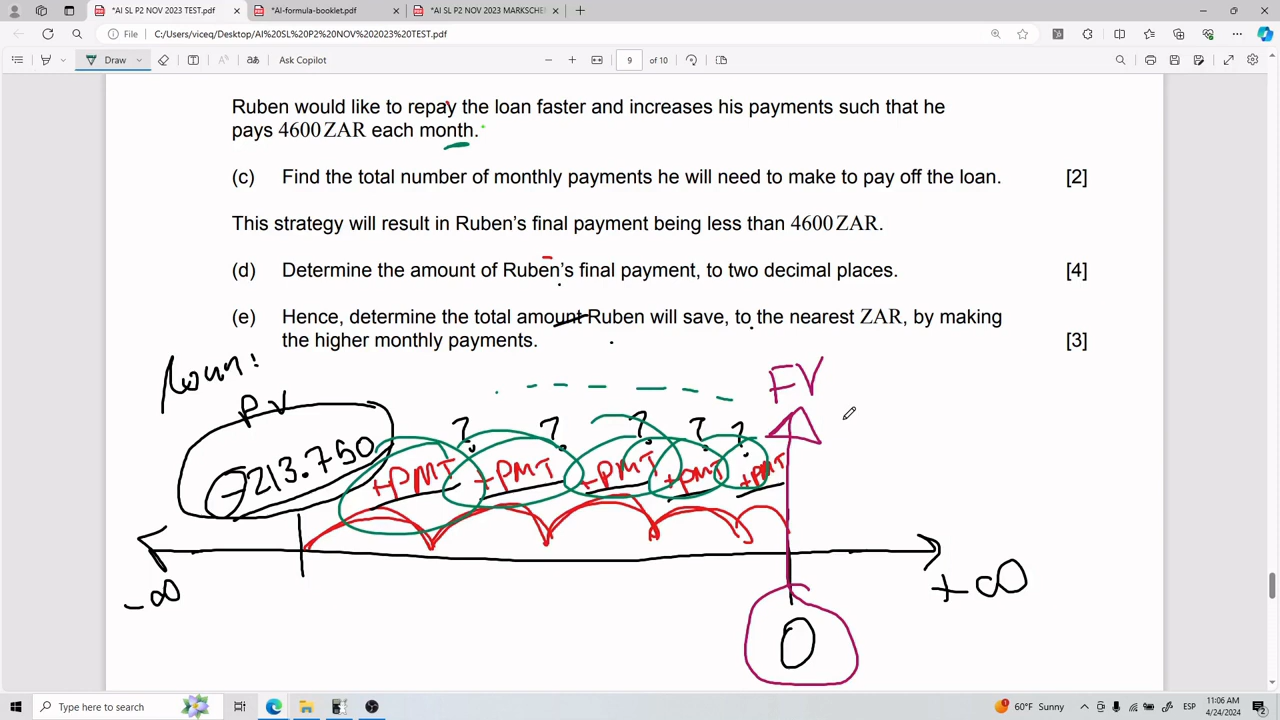 *AI SL P2 NOV 2023 TEST.pdf
*AI-formula-booklet.pdf
*AI SL P2 NOV 2023 MARKSCHE
File
C:/Users/viceq/Desktop/AI%20SL%20P2%20NOV%202023%20TEST.pdf
Draw
Ask Copilot
9
of 10
Ruben would like to repay the loan faster and increases his payments such that he
pays 4600 ZAR each month.
(c) Find the total number of monthly payments he will need to make to pay off the loan. [2]
This strategy will result in Ruben’s final payment being less than 4600 ZAR.
(d) Determine the amount of Ruben’s final payment, to two decimal places. [4]
(e) Hence, determine the total amount Ruben will save, to the nearest ZAR, by making
the higher monthly payments. [3]
Loan:
PV
FV
? ? ? ? ?
-213.750 +PMT +PMT +PMT +PMT +PMT
-∞
+∞
0
Type here to search
60°F Sunny
ESP
11:06 AM
4/24/2024